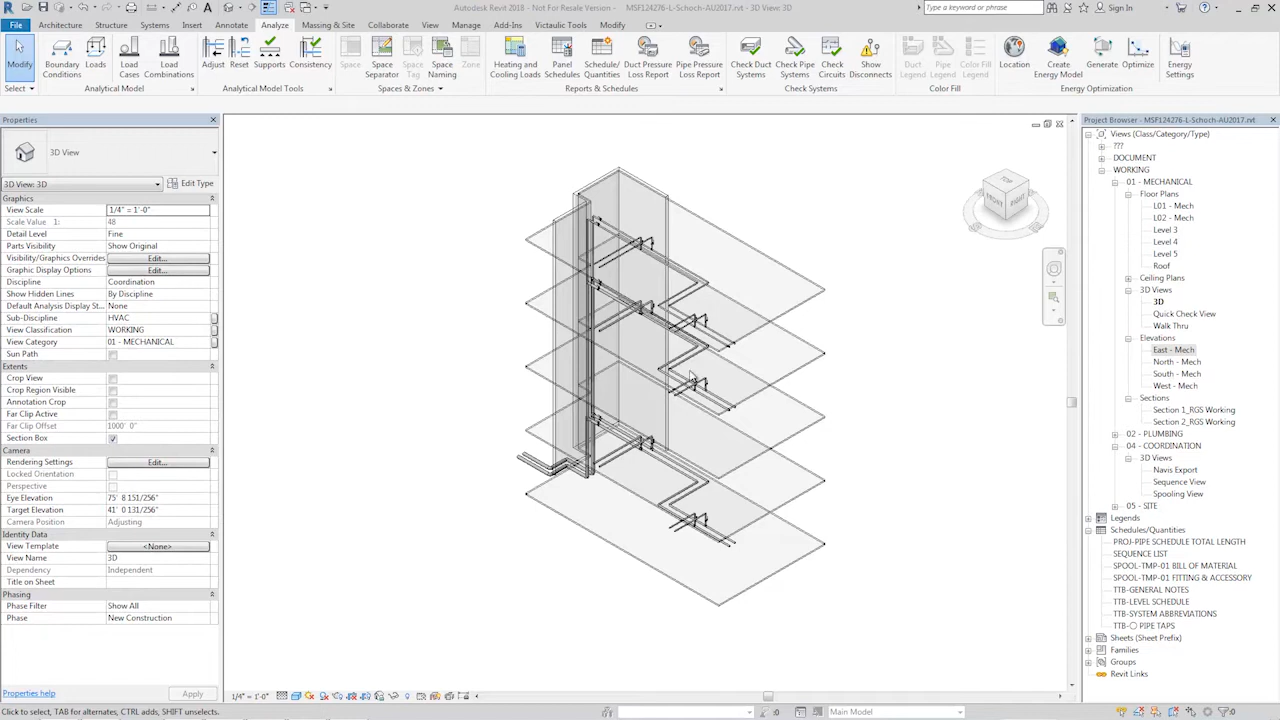 Autodesk Revit 2018 - Not For Resale Version - MSF124276-L-Schoch-AU2017.rvt - 3D View: 3D
Type a keyword or phrase
Sign In
File Architecture Structure Systems Insert Annotate Analyze Massing & Site Collaborate View Manage Add-Ins Victaulic Tools Modify
Modify
Boundary Conditions
Loads
Load Cases
Load Combinations
Adjust
Reset
Supports
Consistency
Space
Space Separator
Space Tag
Space Naming
Zone
Heating and Cooling Loads
Panel Schedules
Schedule/ Quantities
Duct Pressure Loss Report
Pipe Pressure Loss Report
Check Duct Systems
Check Pipe Systems
Check Circuits
Show Disconnects
Duct Legend
Pipe Legend
Color Fill Legend
Location
Create Energy Model
Generate
Optimize
Energy Settings
Select
Analytical Model
Analytical Model Tools
Spaces & Zones
Reports & Schedules
Check Systems
Color Fill
Energy Optimization
Properties
3D View
3D View: 3D
Edit Type
Graphics
View Scale 1/4" = 1'-0"
Scale Value 1: 48
Detail Level Fine
Parts Visibility Show Original
Visibility/Graphics Overrides Edit...
Graphic Display Options Edit...
Discipline Coordination
Show Hidden Lines By Discipline
Default Analysis Display St... None
Sub-Discipline HVAC
View Classification WORKING
View Category 01 - MECHANICAL
Sun Path
Extents
Crop View
Crop Region Visible
Annotation Crop
Far Clip Active
Far Clip Offset 1000' 0"
Section Box
Camera
Rendering Settings Edit...
Locked Orientation
Perspective
Eye Elevation 75' 8 151/256"
Target Elevation 41' 0 131/256"
Camera Position Adjusting
Identity Data
View Template <None>
View Name 3D
Dependency Independent
Title on Sheet
Phasing
Phase Filter Show All
Phase New Construction
Properties help
Apply
TOP
FRONT
RIGHT
1/4" = 1'-0"
Project Browser - MSF124276-L-Schoch-AU2017.rvt
Views (Class/Category/Type)
???
DOCUMENT
WORKING
01 - MECHANICAL
Floor Plans
L01 - Mech
L02 - Mech
Level 3
Level 4
Level 5
Roof
Ceiling Plans
3D Views
3D
Quick Check View
Walk Thru
Elevations
East - Mech
North - Mech
South - Mech
West - Mech
Sections
Section 1_RGS Working
Section 2_RGS Working
02 - PLUMBING
04 - COORDINATION
3D Views
Navis Export
Sequence View
Spooling View
05 - SITE
Legends
Schedules/Quantities
PROJ-PIPE SCHEDULE TOTAL LENGTH
SEQUENCE LIST
SPOOL-TMP-01 BILL OF MATERIAL
SPOOL-TMP-01 FITTING & ACCESSORY
TTB-GENERAL NOTES
TTB-LEVEL SCHEDULE
TTB-SYSTEM ABBREVIATIONS
TTB-◯ PIPE TAPS
Sheets (Sheet Prefix)
Families
Groups
Revit Links
Click to select, TAB for alternates, CTRL adds, SHIFT unselects.
:0
Main Model
:0